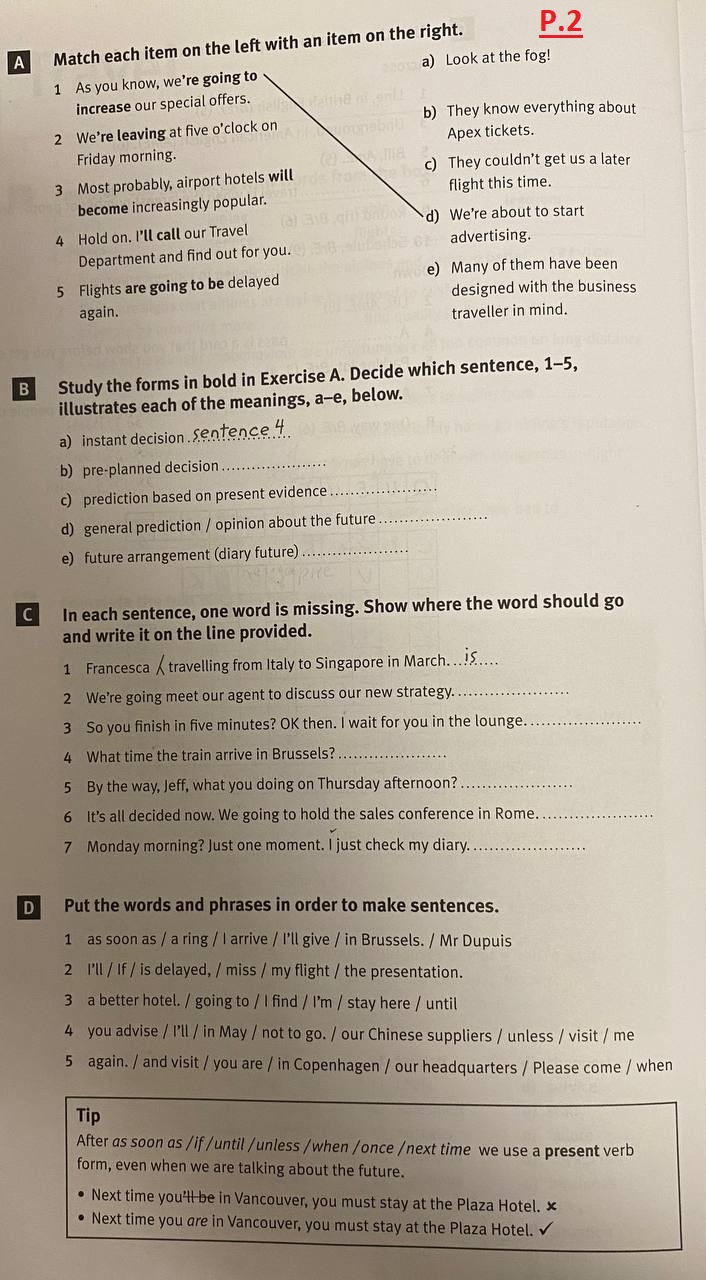 P.2
A Match each item on the left with an item on the right.
1 As you know, we're going to
increase our special offers.
2 We're leaving at five o'clock on
Friday morning.
3 Most probably, airport hotels will
become increasingly popular.
4 Hold on. I'll call our Travel
Department and find out for you.
5 Flights are going to be delayed
again.
a) Look at the fog!
b) They know everything about
Apex tickets.
c) They couldn't get us a later
flight this time.
d) We're about to start
advertising.
e) Many of them have been
designed with the business
traveller in mind.
B Study the forms in bold in Exercise A. Decide which sentence, 1–5,
illustrates each of the meanings, a–e, below.
a) instant decision sentence 4
b) pre-planned decision
c) prediction based on present evidence
d) general prediction / opinion about the future
e) future arrangement (diary future)
C In each sentence, one word is missing. Show where the word should go
and write it on the line provided.
1 Francesca / travelling from Italy to Singapore in March. is
2 We're going meet our agent to discuss our new strategy.
3 So you finish in five minutes? OK then. I wait for you in the lounge.
4 What time the train arrive in Brussels?
5 By the way, Jeff, what you doing on Thursday afternoon?
6 It's all decided now. We going to hold the sales conference in Rome.
7 Monday morning? Just one moment. I just check my diary.
D Put the words and phrases in order to make sentences.
1 as soon as / a ring / I arrive / I'll give / in Brussels. / Mr Dupuis
2 I'll / If / is delayed, / miss / my flight / the presentation.
3 a better hotel. / going to / I find / I'm / stay here / until
4 you advise / I'll / in May / not to go. / our Chinese suppliers / unless / visit / me
5 again. / and visit / you are / in Copenhagen / our headquarters / Please come / when
Tip
After as soon as /if /until /unless /when /once /next time we use a present verb
form, even when we are talking about the future.
• Next time you'll be in Vancouver, you must stay at the Plaza Hotel. ✗
• Next time you are in Vancouver, you must stay at the Plaza Hotel. ✓